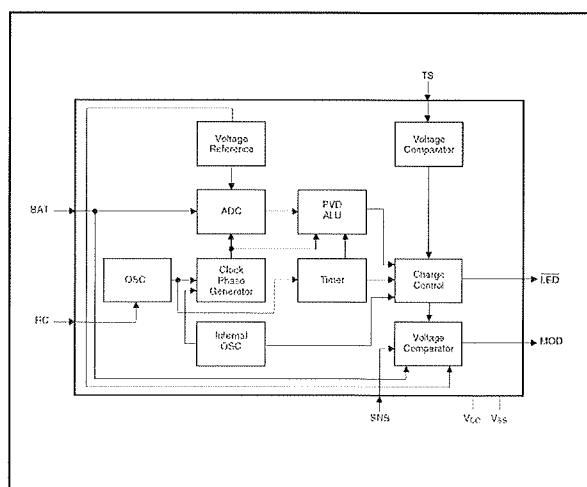 TS
Voltage
Reference
Voltage
Comparator
BAT
ADC
PVD
ALU
OSC
Clock
Phase
Generator
Timer
Charge
Control
LED
RC
Internal
OSC
Voltage
Comparator
MOD
SNS
VCC
VSS